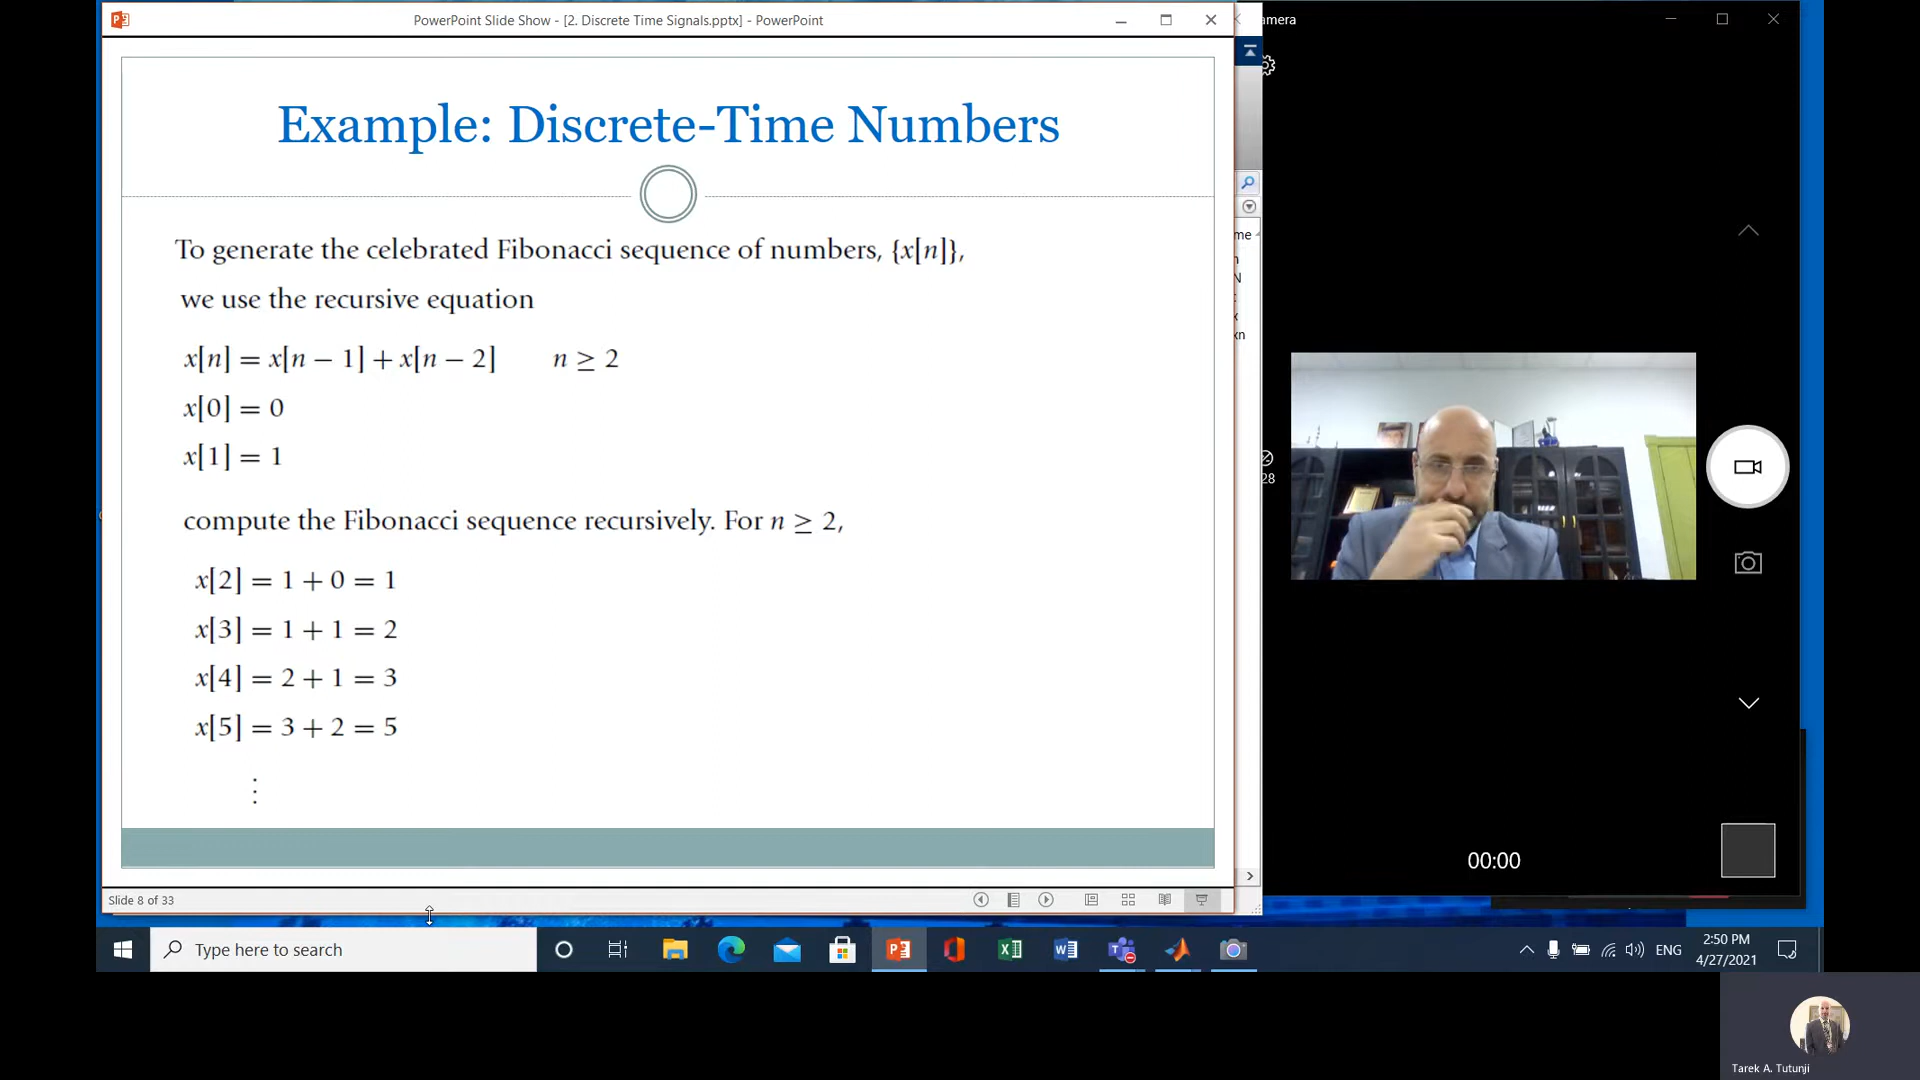 PowerPoint Slide Show - [2. Discrete Time Signals.pptx] - PowerPoint
amera
Example: Discrete-Time Numbers
To generate the celebrated Fibonacci sequence of numbers, {x[n]},
we use the recursive equation
x[n] = x[n − 1] + x[n − 2] n ≥ 2
x[0] = 0
x[1] = 1
compute the Fibonacci sequence recursively. For n ≥ 2,
x[2] = 1 + 0 = 1
x[3] = 1 + 1 = 2
x[4] = 2 + 1 = 3
x[5] = 3 + 2 = 5
⋮
me
N
xn
28
00:00
Slide 8 of 33
Type here to search
ENG
2:50 PM
4/27/2021
Tarek A. Tutunji